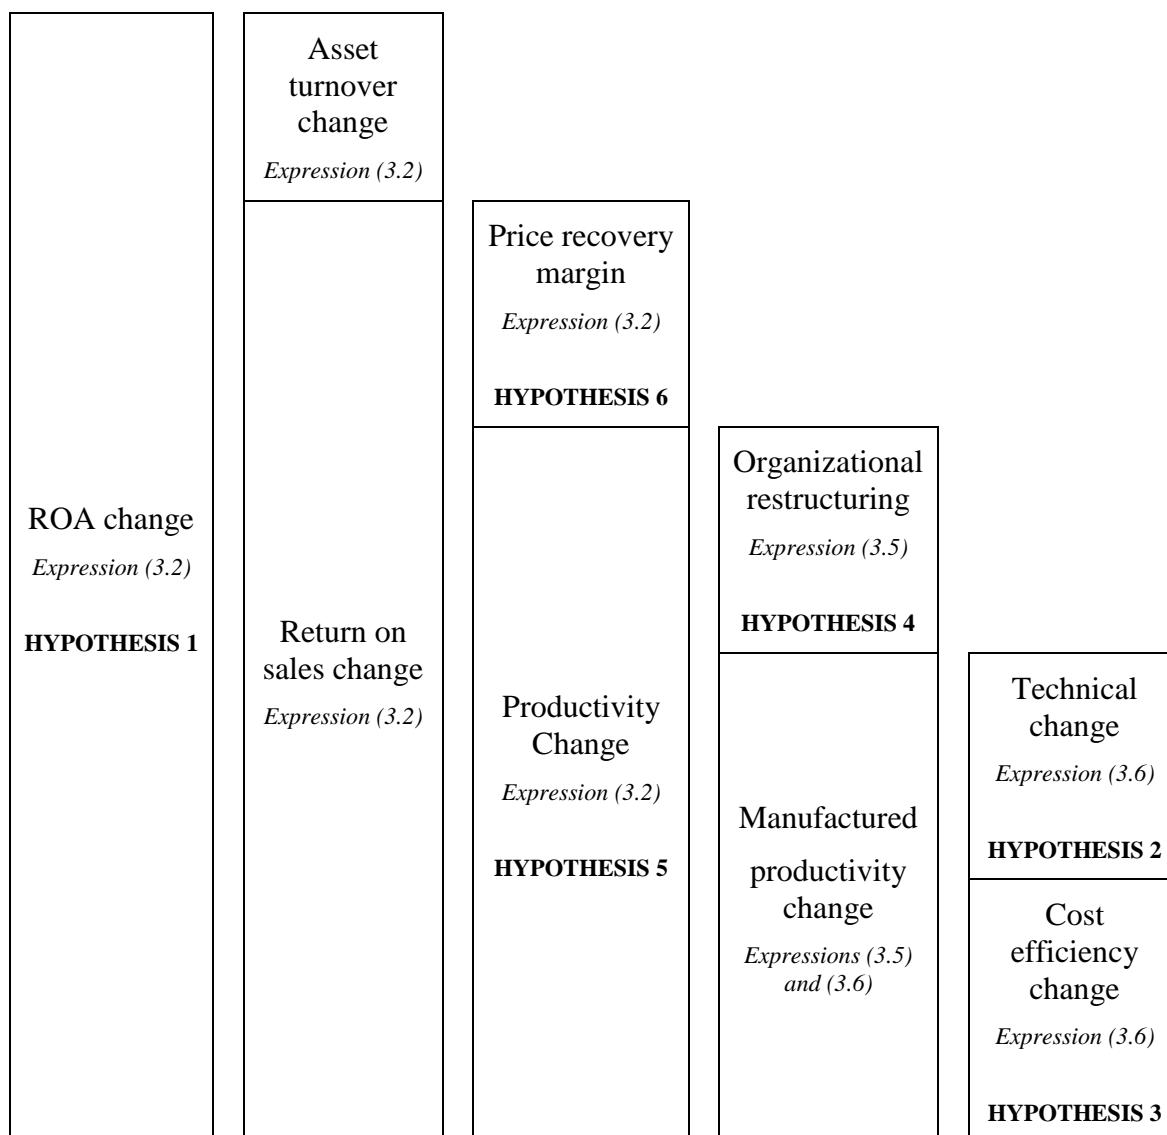 ROA change
Expression (3.2)
HYPOTHESIS 1
Asset
turnover
change
Expression (3.2)
Return on
sales change
Expression (3.2)
Price recovery
margin
Expression (3.2)
HYPOTHESIS 6
Productivity
Change
Expression (3.2)
HYPOTHESIS 5
Organizational
restructuring
Expression (3.5)
HYPOTHESIS 4
Manufactured
productivity
change
Expressions (3.5)
and (3.6)
Technical
change
Expression (3.6)
HYPOTHESIS 2
Cost
efficiency
change
Expression (3.6)
HYPOTHESIS 3